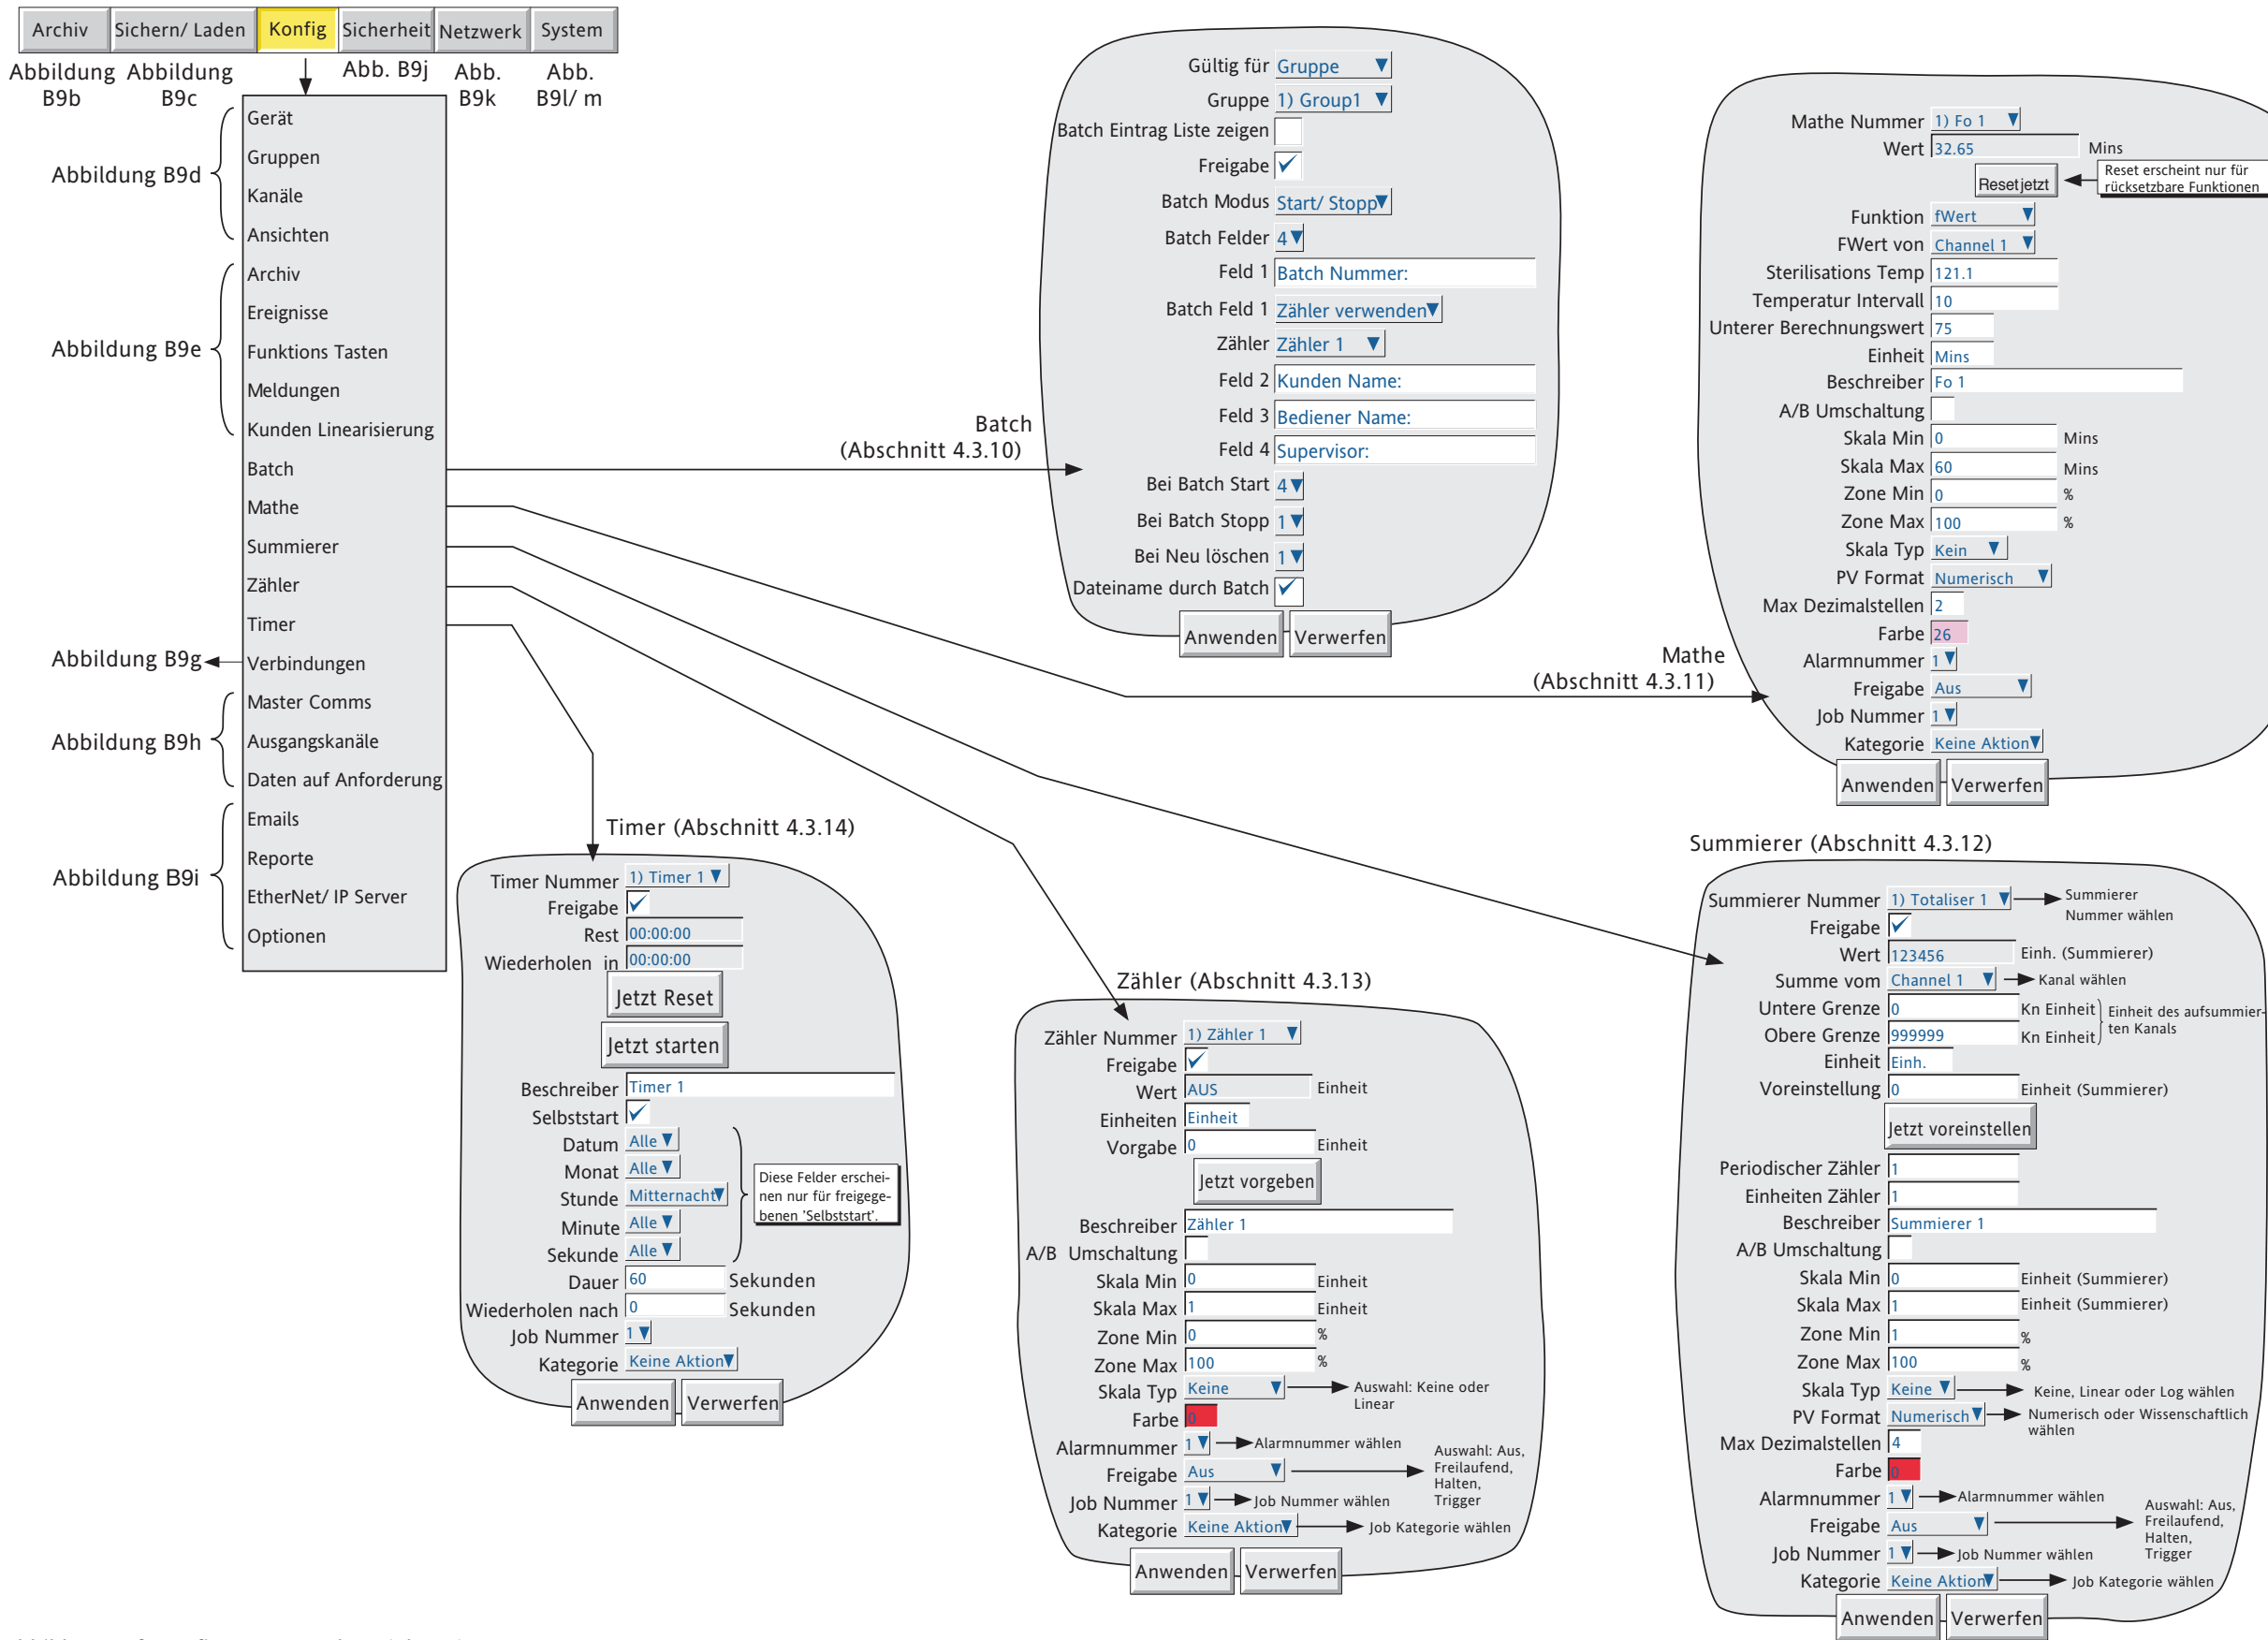 Archiv
Sichern/ Laden
Konfig
Sicherheit
Netzwerk
System
Abbildung
B9b
Abbildung
B9c
Abb. B9j
Abb.
B9k
Abb.
B9l/ m
Gerät
Gruppen
Kanäle
Ansichten
Archiv
Ereignisse
Funktions Tasten
Meldungen
Kunden Linearisierung
Batch
Mathe
Summierer
Zähler
Timer
Verbindungen
Master Comms
Ausgangskanäle
Daten auf Anforderung
Emails
Reporte
EtherNet/ IP Server
Optionen
Abbildung B9d
Abbildung B9e
Abbildung B9g
Abbildung B9h
Abbildung B9i
Batch
(Abschnitt 4.3.10)
Gültig für Gruppe
Gruppe 1) Group1
Batch Eintrag Liste zeigen
Freigabe
Batch Modus Start/ Stopp
Batch Felder 4
Feld 1 Batch Nummer:
Batch Feld 1 Zähler verwenden
Zähler Zähler 1
Feld 2 Kunden Name:
Feld 3 Bediener Name:
Feld 4 Supervisor:
Bei Batch Start 4
Bei Batch Stopp 1
Bei Neu löschen 1
Dateiname durch Batch
Anwenden Verwerfen
Mathe
(Abschnitt 4.3.11)
Mathe Nummer 1) Fo 1
Wert 32.65 Mins
Reset jetzt
Reset erscheint nur für
rücksetzbare Funktionen
Funktion fWert
FWert von Channel 1
Sterilisations Temp 121.1
Temperatur Intervall 10
Unterer Berechnungswert 75
Einheit Mins
Beschreiber Fo 1
A/B Umschaltung
Skala Min 0 Mins
Skala Max 60 Mins
Zone Min 0 %
Zone Max 100 %
Skala Typ Kein
PV Format Numerisch
Max Dezimalstellen 2
Farbe 26
Alarmnummer 1
Freigabe Aus
Job Nummer 1
Kategorie Keine Aktion
Anwenden Verwerfen
Timer (Abschnitt 4.3.14)
Timer Nummer 1) Timer 1
Freigabe
Rest 00:00:00
Wiederholen in 00:00:00
Jetzt Reset
Jetzt starten
Beschreiber Timer 1
Selbststart
Datum Alle
Monat Alle
Stunde Mitternacht
Minute Alle
Sekunde Alle
Diese Felder erschei-
nen nur für freigege-
benen 'Selbststart'.
Dauer 60 Sekunden
Wiederholen nach 0 Sekunden
Job Nummer 1
Kategorie Keine Aktion
Anwenden Verwerfen
Zähler (Abschnitt 4.3.13)
Zähler Nummer 1) Zähler 1
Freigabe
Wert AUS Einheit
Einheiten Einheit
Vorgabe 0 Einheit
Jetzt vorgeben
Beschreiber Zähler 1
A/B Umschaltung
Skala Min 0 Einheit
Skala Max 1 Einheit
Zone Min 0 %
Zone Max 100 %
Skala Typ Keine
Auswahl: Keine oder
Linear
Farbe 0
Alarmnummer 1 Alarmnummer wählen
Freigabe Aus
Auswahl: Aus,
Freilaufend,
Halten,
Trigger
Job Nummer 1 Job Nummer wählen
Kategorie Keine Aktion Job Kategorie wählen
Anwenden Verwerfen
Summierer (Abschnitt 4.3.12)
Summierer Nummer 1) Totaliser 1
Summierer
Nummer wählen
Freigabe
Wert 123456 Einh. (Summierer)
Summe vom Channel 1 Kanal wählen
Untere Grenze 0 Kn Einheit
Obere Grenze 999999 Kn Einheit
Einheit des aufsummier-
ten Kanals
Einheit Einh.
Voreinstellung 0 Einheit (Summierer)
Jetzt voreinstellen
Periodischer Zähler 1
Einheiten Zähler 1
Beschreiber Summierer 1
A/B Umschaltung
Skala Min 0 Einheit (Summierer)
Skala Max 1 Einheit (Summierer)
Zone Min 1 %
Zone Max 100 %
Skala Typ Keine Keine, Linear oder Log wählen
PV Format Numerisch
Numerisch oder Wissenschaftlich
wählen
Max Dezimalstellen 4
Farbe 0
Alarmnummer 1 Alarmnummer wählen
Freigabe Aus
Auswahl: Aus,
Freilaufend,
Halten,
Trigger
Job Nummer 1 Job Nummer wählen
Kategorie Keine Aktion Job Kategorie wählen
Anwenden Verwerfen